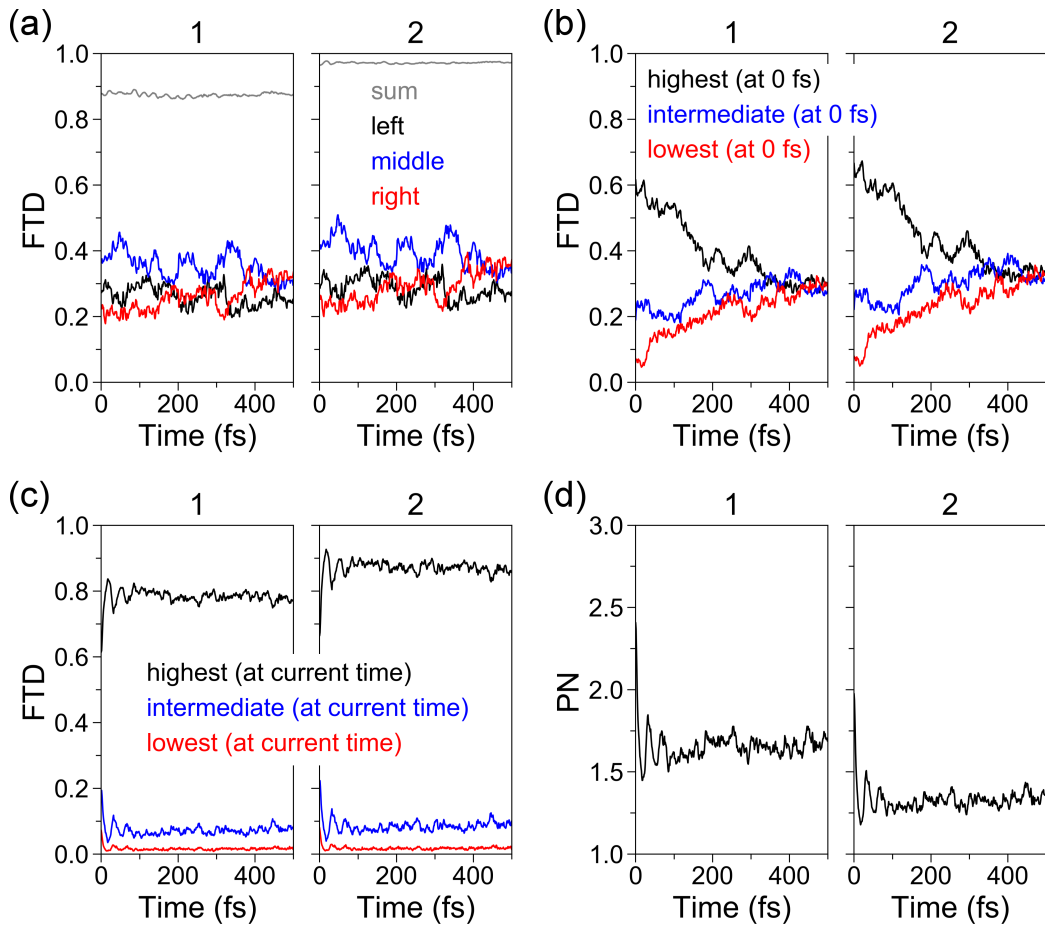 (a)
1
2
FTD
1.0
0.8
0.6
0.4
0.2
0.0
sum
left
middle
right
0
200
400
0
200
400
Time (fs)
Time (fs)
(b)
1
2
FTD
1.0
0.8
0.6
0.4
0.2
0.0
highest (at 0 fs)
intermediate (at 0 fs)
lowest (at 0 fs)
0
200
400
0
200
400
Time (fs)
Time (fs)
(c)
1
2
FTD
1.0
0.8
0.6
0.4
0.2
0.0
highest (at current time)
intermediate (at current time)
lowest (at current time)
0
200
400
0
200
400
Time (fs)
Time (fs)
(d)
1
2
PN
3.0
2.5
2.0
1.5
1.0
0
200
400
0
200
400
Time (fs)
Time (fs)